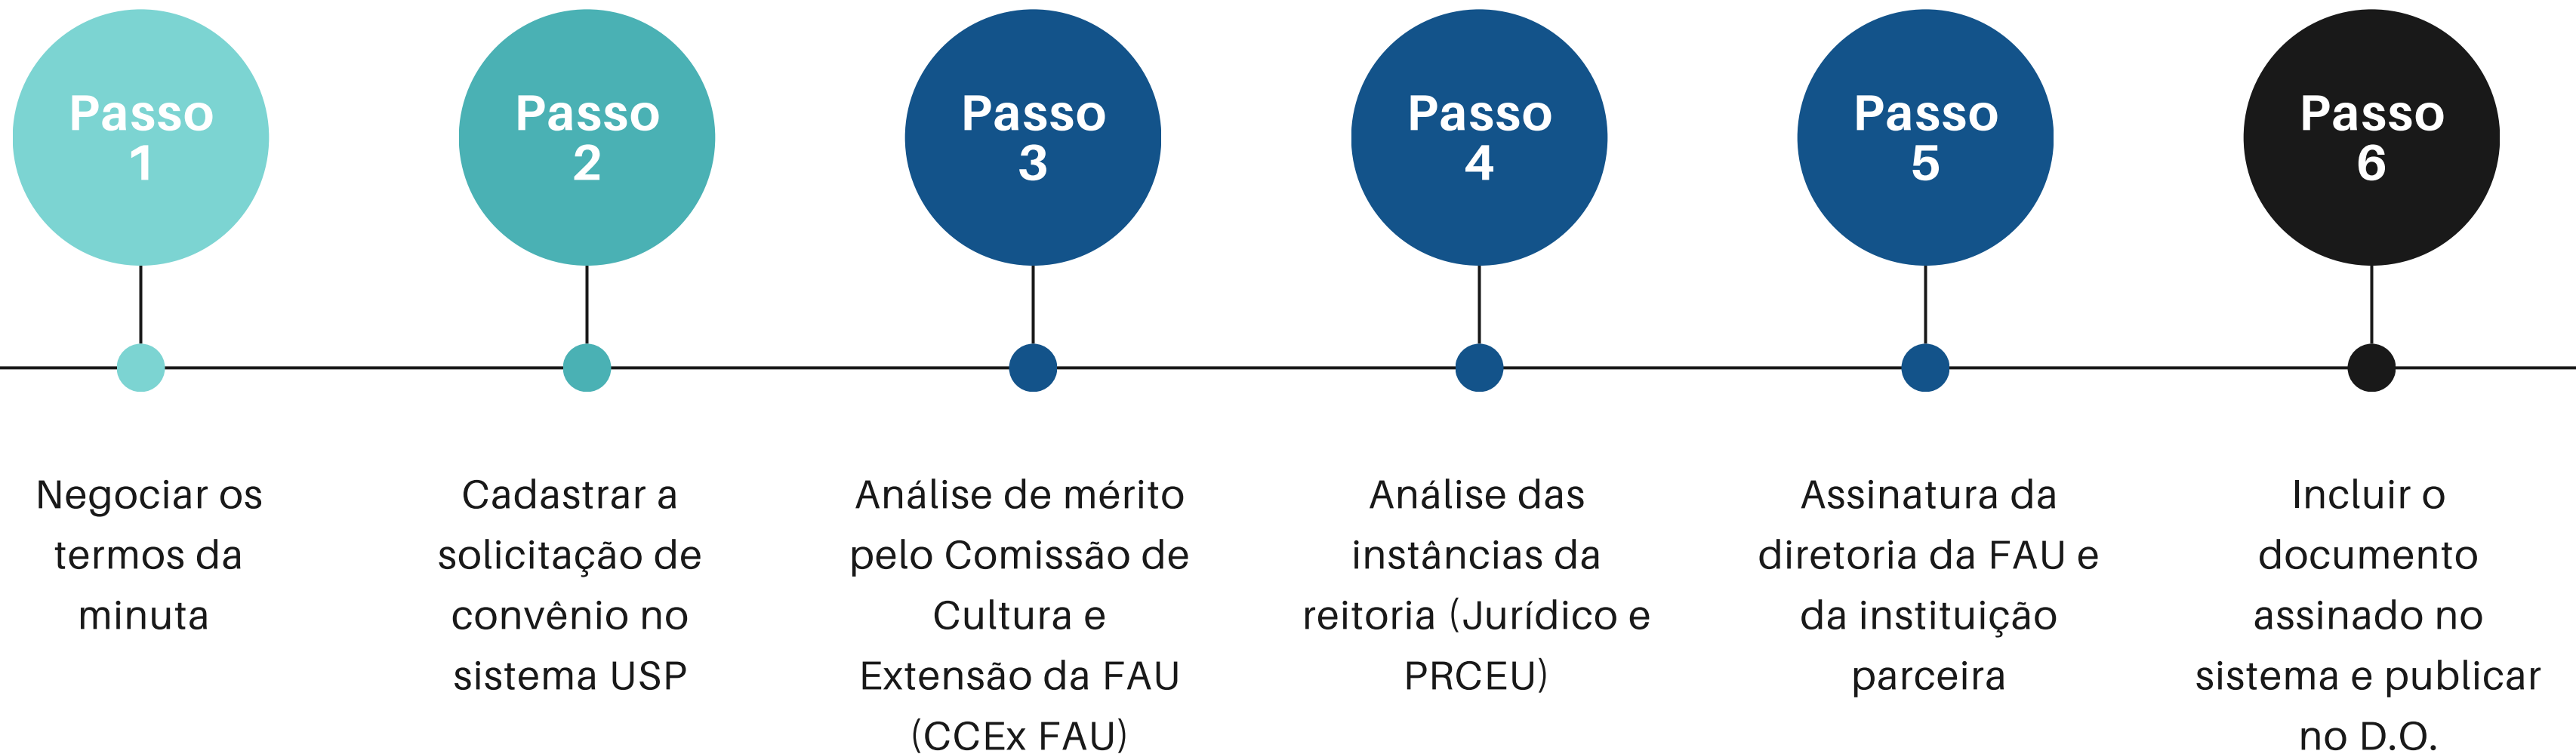 Passo
1
Passo
2
Passo
3
Passo
4
Passo
5
Passo
6
Negociar os
termos da
minuta
Cadastrar a
solicitação de
convênio no
sistema USP
Análise de mérito
pelo Comissão de
Cultura e
Extensão da FAU
(CCEx FAU)
Análise das
instâncias da
reitoria (Jurídico e
PRCEU)
Assinatura da
diretoria da FAU e
da instituição
parceira
Incluir o
documento
assinado no
sistema e publicar
no D.O.